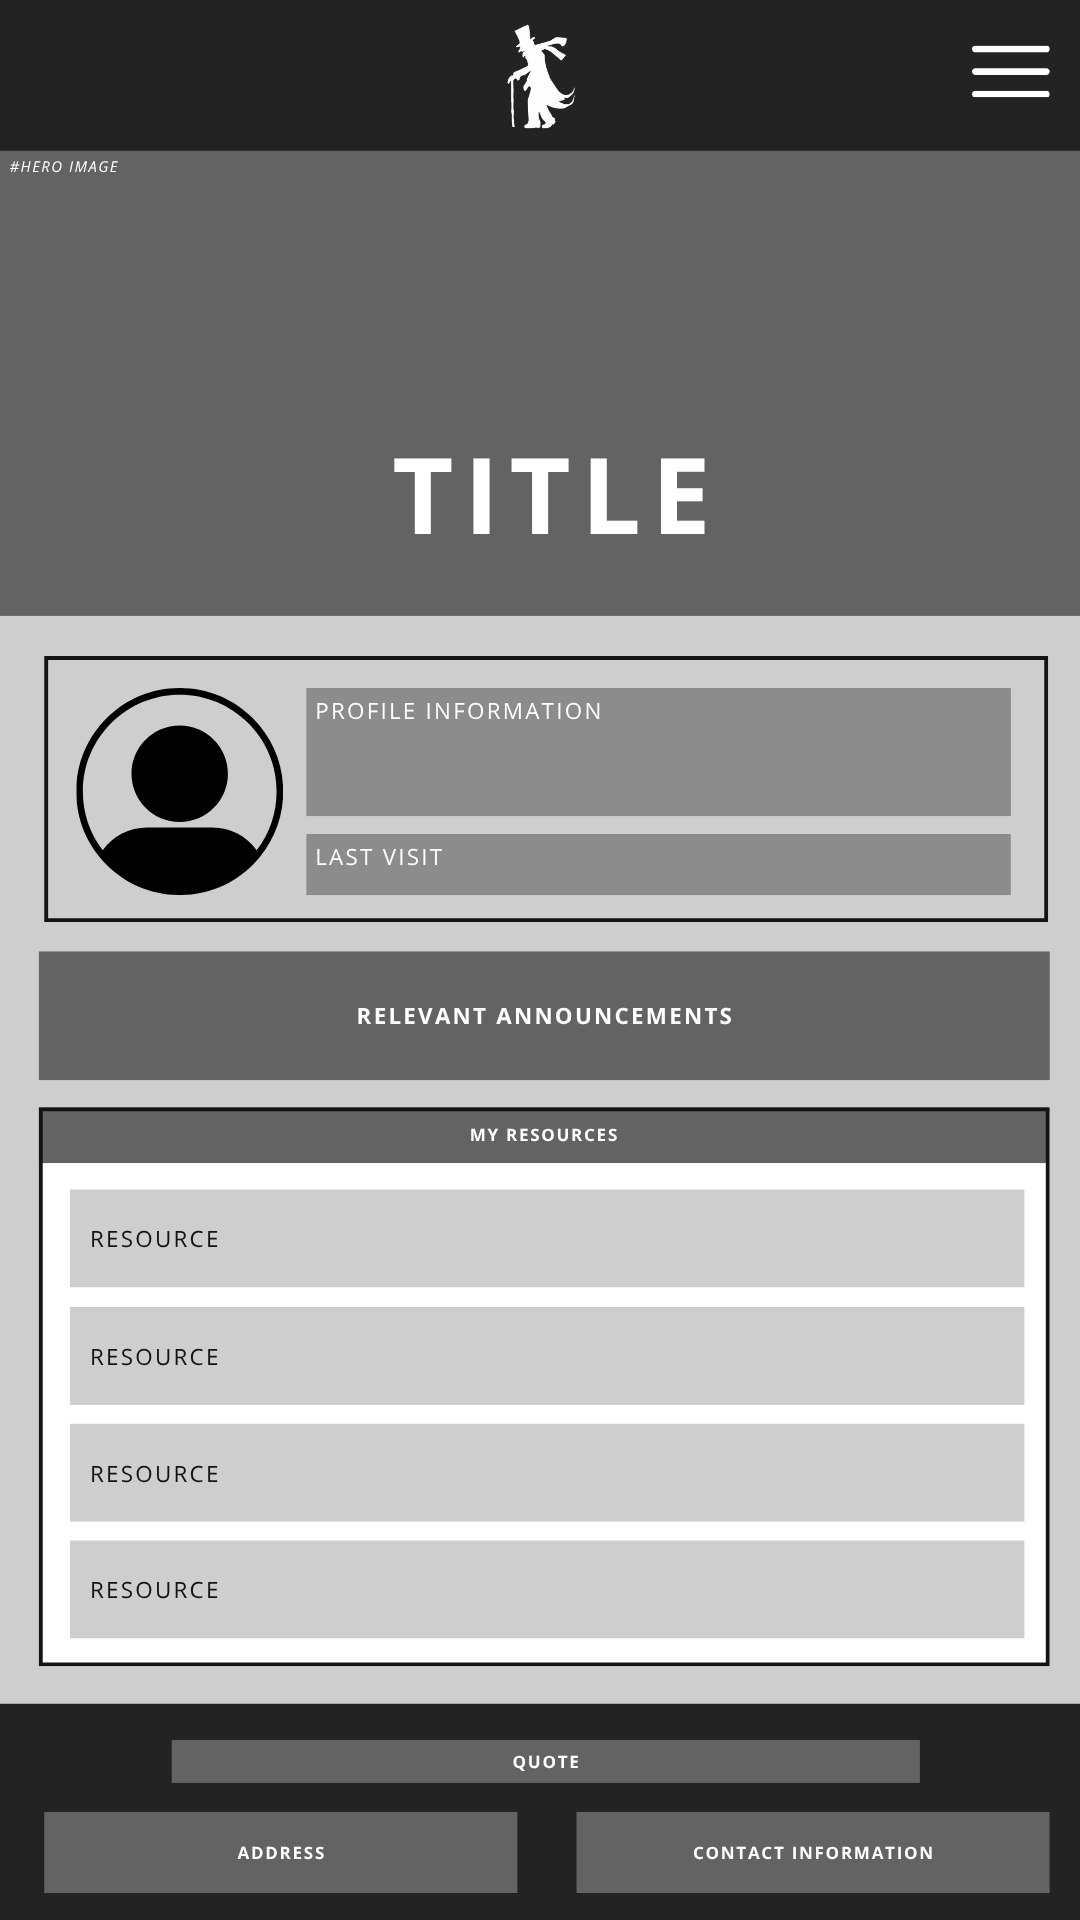 #HERO IMAGE
TITLE
PROFILE INFORMATION
LAST VISIT
RELEVANT ANNOUNCEMENTS
MY RESOURCES
RESOURCE
RESOURCE
RESOURCE
RESOURCE
QUOTE
ADDRESS
CONTACT INFORMATION